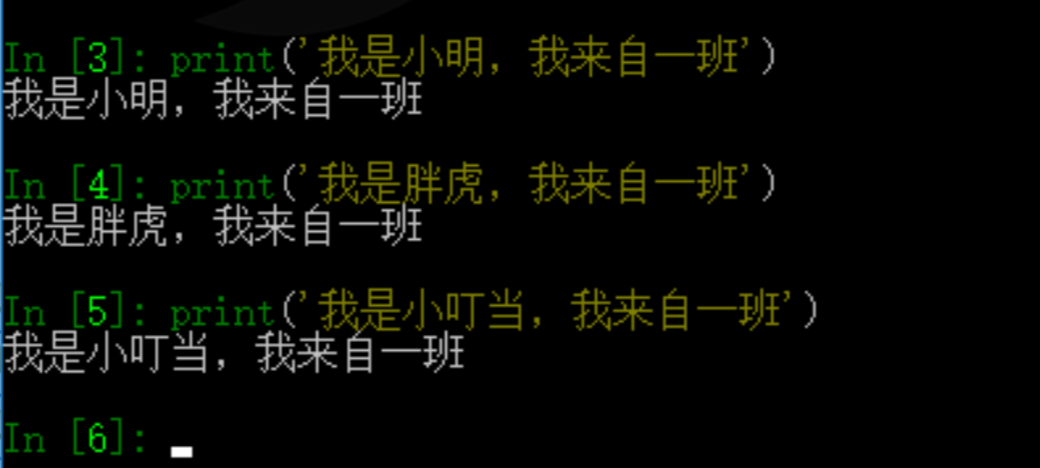 In [3]: print('我是小明，我来自一班')
我是小明，我来自一班
In [4]: print('我是胖虎，我来自一班')
我是胖虎，我来自一班
In [5]: print('我是小叮当，我来自一班')
我是小叮当，我来自一班
In [6]: